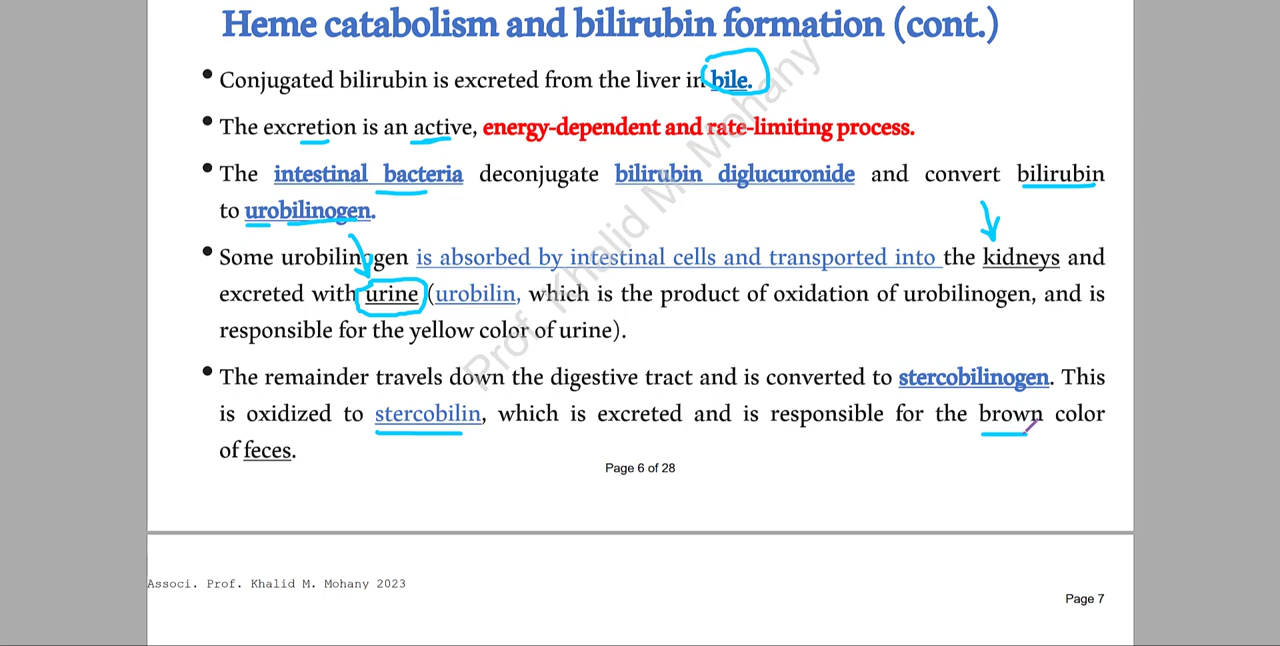 Heme catabolism and bilirubin formation (cont.)
• Conjugated bilirubin is excreted from the liver in bile.
• The excretion is an active, energy-dependent and rate-limiting process.
• The intestinal bacteria deconjugate bilirubin diglucuronide and convert bilirubin
to urobilinogen.
• Some urobilinogen is absorbed by intestinal cells and transported into the kidneys and
excreted with urine (urobilin, which is the product of oxidation of urobilinogen, and is
responsible for the yellow color of urine).
• The remainder travels down the digestive tract and is converted to stercobilinogen. This
is oxidized to stercobilin, which is excreted and is responsible for the brown color
of feces.
Prof. Khalid M. Mohany
Page 6 of 28
Associ. Prof. Khalid M. Mohany 2023
Page 7